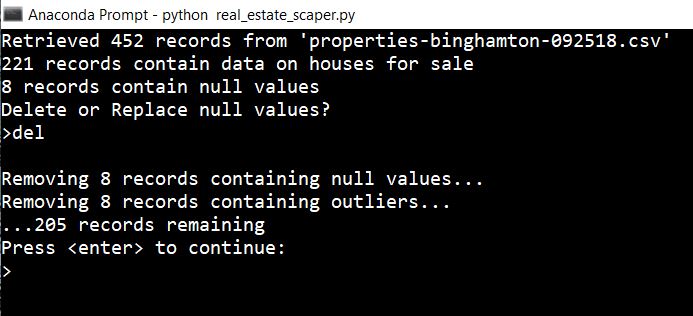 Anaconda Prompt - python  real_estate_scaper.py
Retrieved 452 records from 'properties-binghamton-092518.csv'
221 records contain data on houses for sale
8 records contain null values
Delete or Replace null values?
>del
Removing 8 records containing null values...
Removing 8 records containing outliers...
...205 records remaining
Press <enter> to continue:
>